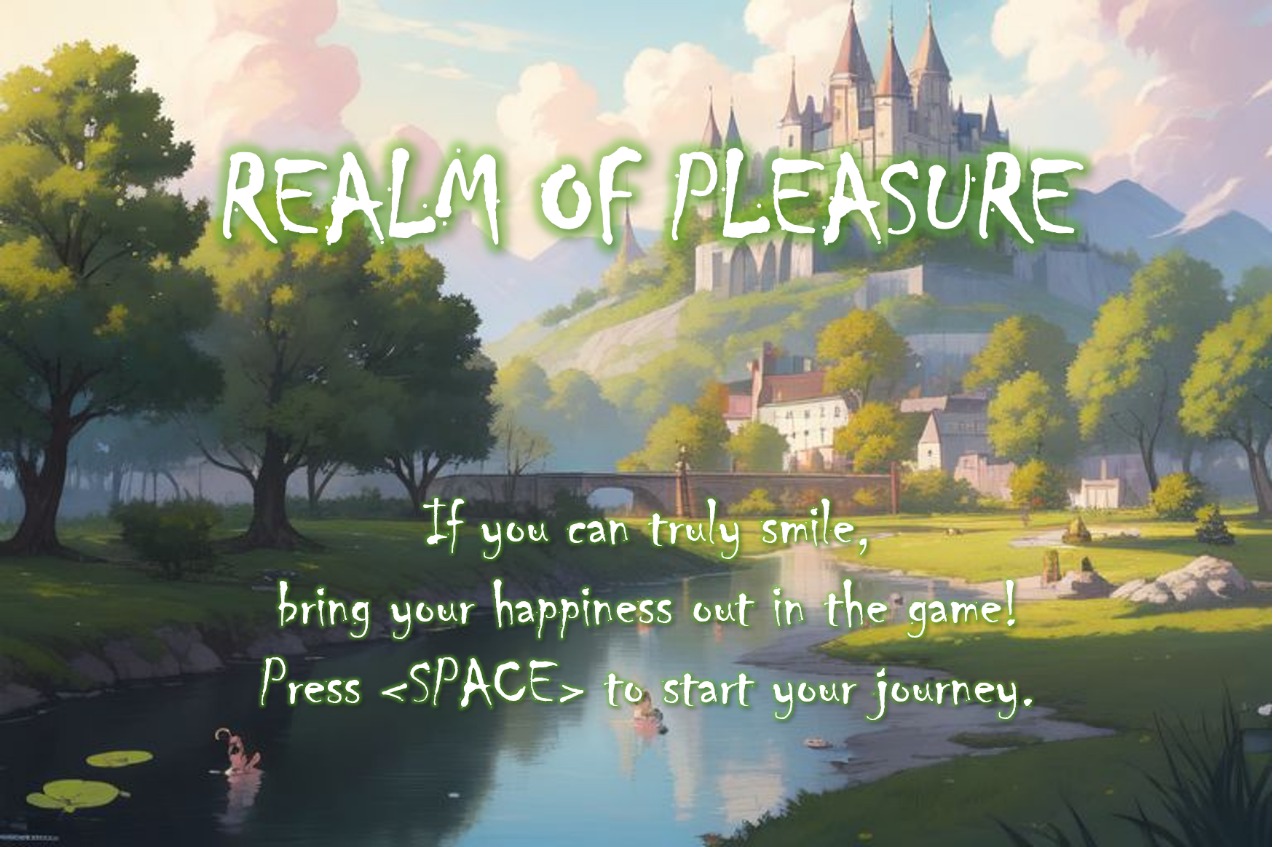 REALM OF PLEASURE
If you can truly smile,
bring your happiness out in the game!
Press <SPACE> to start your journey.